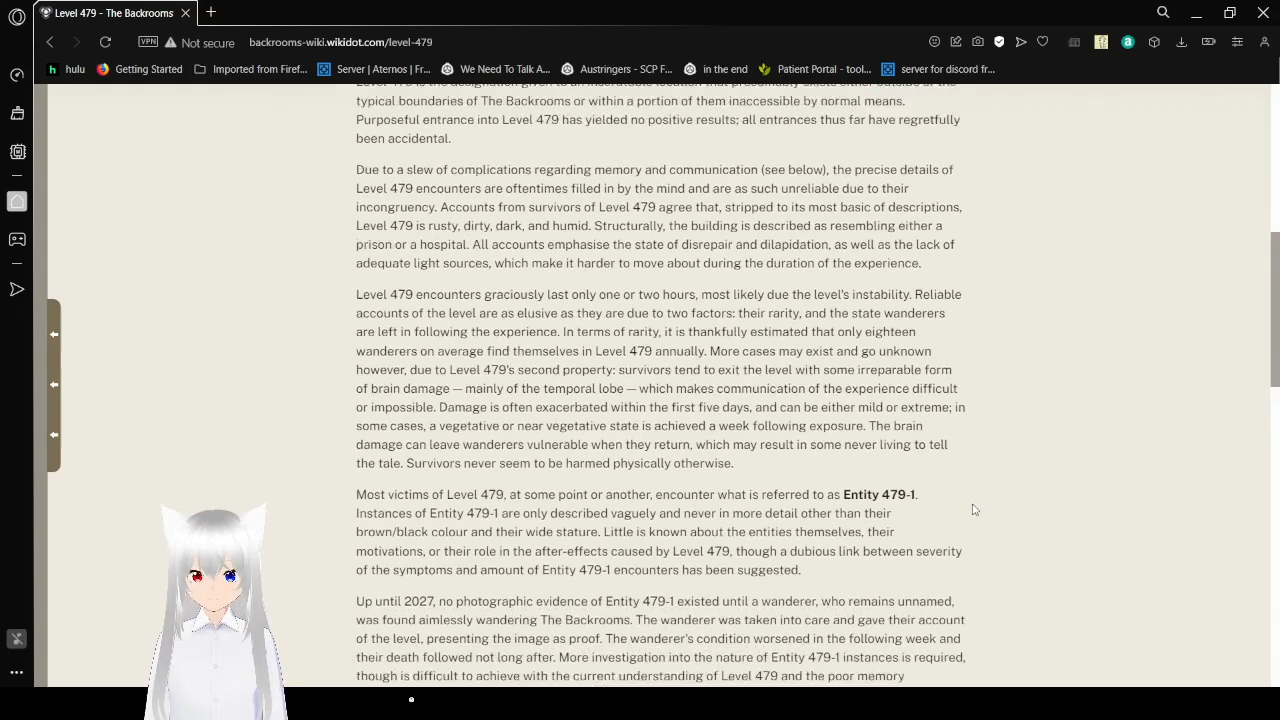 Level 479 - The Backrooms
VPN
Not secure
backrooms-wiki.wikidot.com/level-479
hulu
Getting Started
Imported from Firef...
Server | Aternos | Fr...
We Need To Talk A...
Austringers - SCP F...
in the end
Patient Portal - tool...
server for discord fr...
typical boundaries of The Backrooms or within a portion of them inaccessible by normal means.
Purposeful entrance into Level 479 has yielded no positive results; all entrances thus far have regretfully
been accidental.
Due to a slew of complications regarding memory and communication (see below), the precise details of
Level 479 encounters are oftentimes filled in by the mind and are as such unreliable due to their
incongruency. Accounts from survivors of Level 479 agree that, stripped to its most basic of descriptions,
Level 479 is rusty, dirty, dark, and humid. Structurally, the building is described as resembling either a
prison or a hospital. All accounts emphasise the state of disrepair and dilapidation, as well as the lack of
adequate light sources, which make it harder to move about during the duration of the experience.
Level 479 encounters graciously last only one or two hours, most likely due the level's instability. Reliable
accounts of the level are as elusive as they are due to two factors: their rarity, and the state wanderers
are left in following the experience. In terms of rarity, it is thankfully estimated that only eighteen
wanderers on average find themselves in Level 479 annually. More cases may exist and go unknown
however, due to Level 479's second property: survivors tend to exit the level with some irreparable form
of brain damage — mainly of the temporal lobe — which makes communication of the experience difficult
or impossible. Damage is often exacerbated within the first five days, and can be either mild or extreme; in
some cases, a vegetative or near vegetative state is achieved a week following exposure. The brain
damage can leave wanderers vulnerable when they return, which may result in some never living to tell
the tale. Survivors never seem to be harmed physically otherwise.
Most victims of Level 479, at some point or another, encounter what is referred to as Entity 479-1.
Instances of Entity 479-1 are only described vaguely and never in more detail other than their
brown/black colour and their wide stature. Little is known about the entities themselves, their
motivations, or their role in the after-effects caused by Level 479, though a dubious link between severity
of the symptoms and amount of Entity 479-1 encounters has been suggested.
Up until 2027, no photographic evidence of Entity 479-1 existed until a wanderer, who remains unnamed,
was found aimlessly wandering The Backrooms. The wanderer was taken into care and gave their account
of the level, presenting the image as proof. The wanderer's condition worsened in the following week and
their death followed not long after. More investigation into the nature of Entity 479-1 instances is required,
though is difficult to achieve with the current understanding of Level 479 and the poor memory